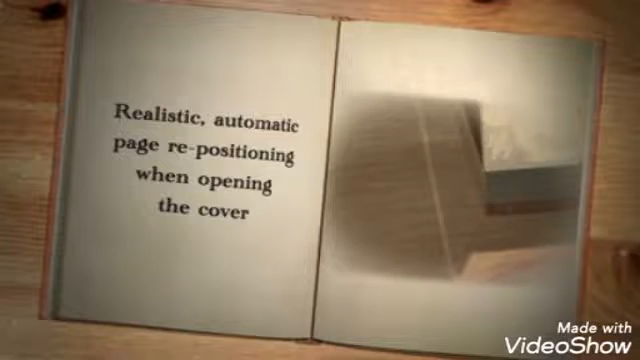 Realistic, automatic
page re-positioning
when opening
the cover
Made with
VideoShow